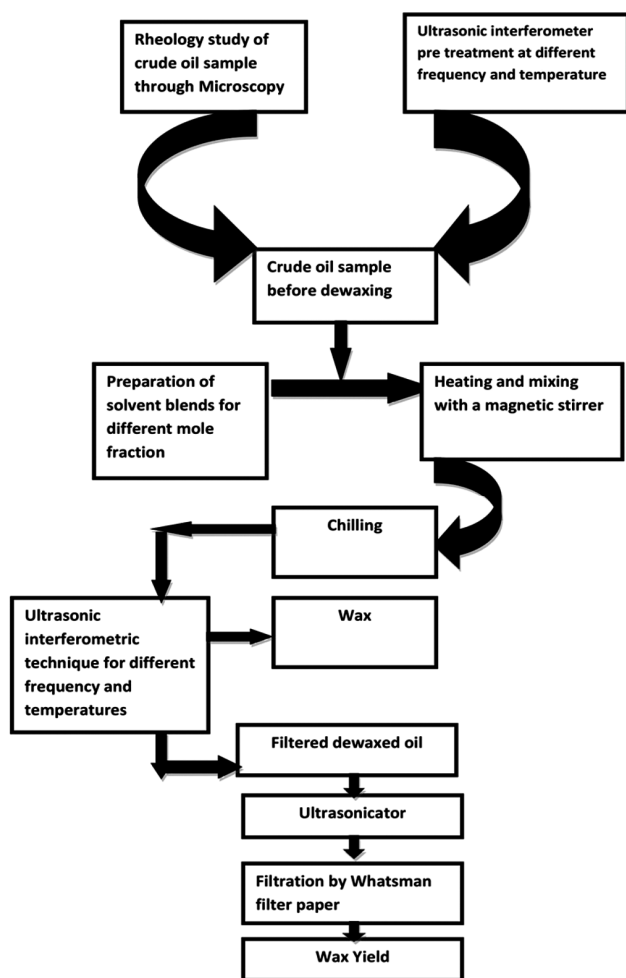 Rheology study of
crude oil sample
through Microscopy
Ultrasonic interferometer
pre treatment at different
frequency and temperature
Crude oil sample
before dewaxing
Preparation of
solvent blends for
different mole
fraction
Heating and mixing
with a magnetic stirrer
Chilling
Ultrasonic
interferometric
technique for different
frequency and
temperatures
Wax
Filtered dewaxed oil
Ultrasonicator
Filtration by Whatsman
filter paper
Wax Yield